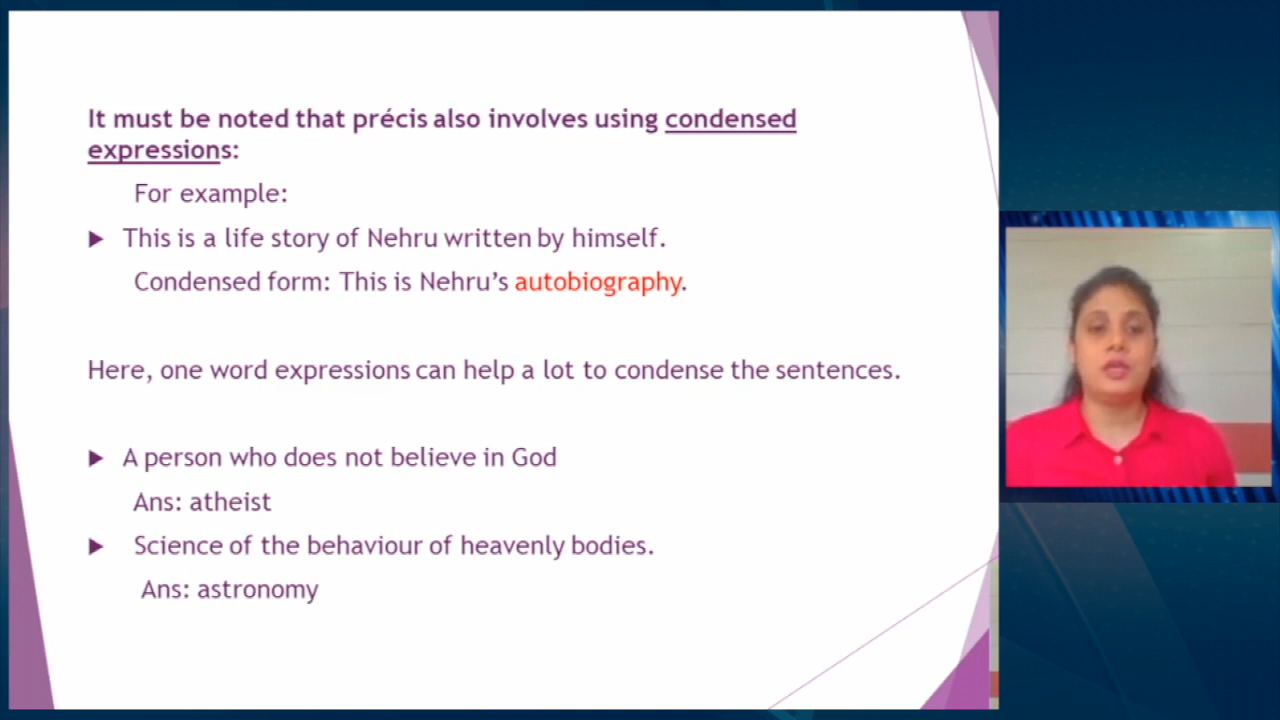 It must be noted that précis also involves using condensed
expressions:
For example:
▶ This is a life story of Nehru written by himself.
Condensed form: This is Nehru’s autobiography.
Here, one word expressions can help a lot to condense the sentences.
▶ A person who does not believe in God
Ans: atheist
▶ Science of the behaviour of heavenly bodies.
Ans: astronomy